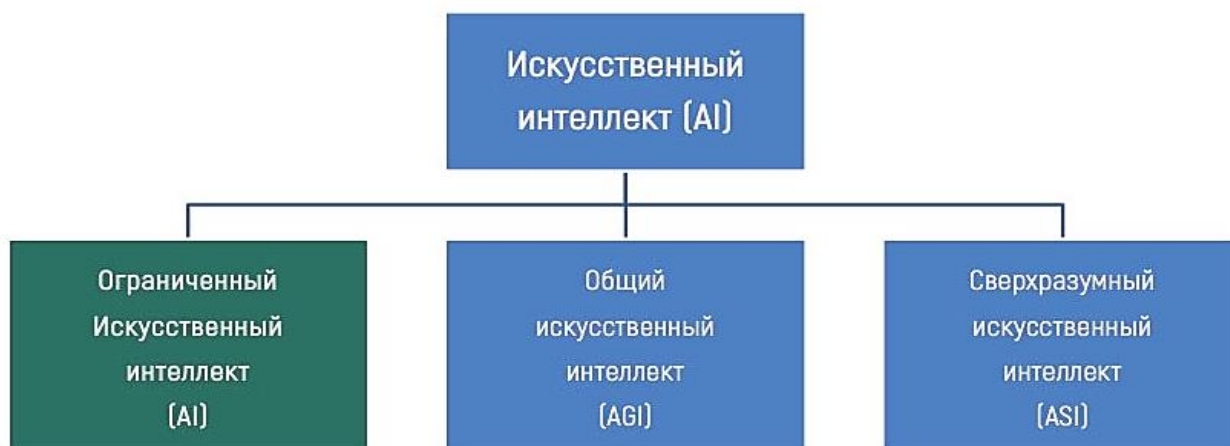 Искусственный
интеллект (AI)
Ограниченный
Искусственный
интеллект
(AI)
Общий
искусственный
интеллект
(AGI)
Сверхразумный
искусственный
интеллект
(ASI)